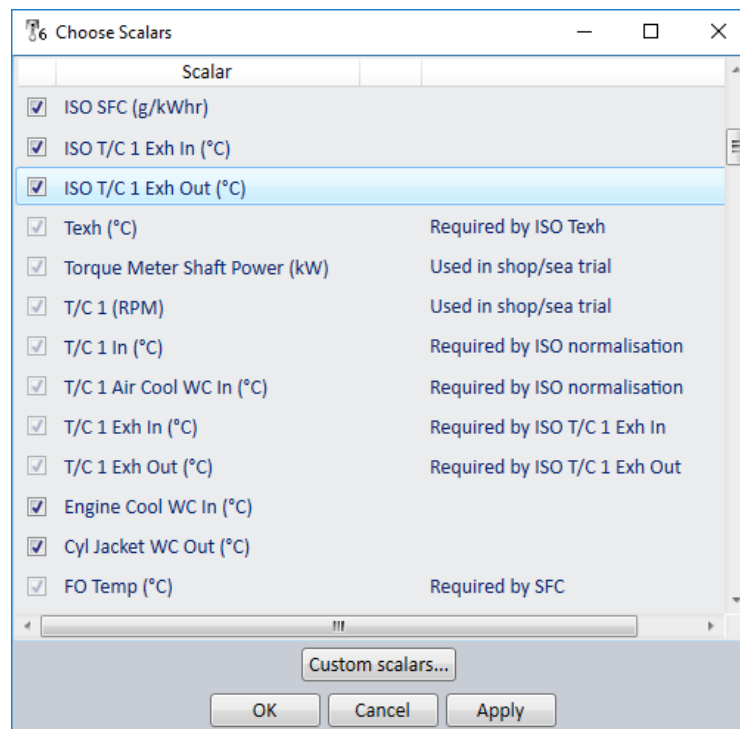 6 Choose Scalars
Scalar
ISO SFC (g/kWhr)
ISO T/C 1 Exh In (°C)
ISO T/C 1 Exh Out (°C)
Texh (°C) Required by ISO Texh
Torque Meter Shaft Power (kW) Used in shop/sea trial
T/C 1 (RPM) Used in shop/sea trial
T/C 1 In (°C) Required by ISO normalisation
T/C 1 Air Cool WC In (°C) Required by ISO normalisation
T/C 1 Exh In (°C) Required by ISO T/C 1 Exh In
T/C 1 Exh Out (°C) Required by ISO T/C 1 Exh Out
Engine Cool WC In (°C)
Cyl Jacket WC Out (°C)
FO Temp (°C) Required by SFC
Custom scalars...
OK Cancel Apply